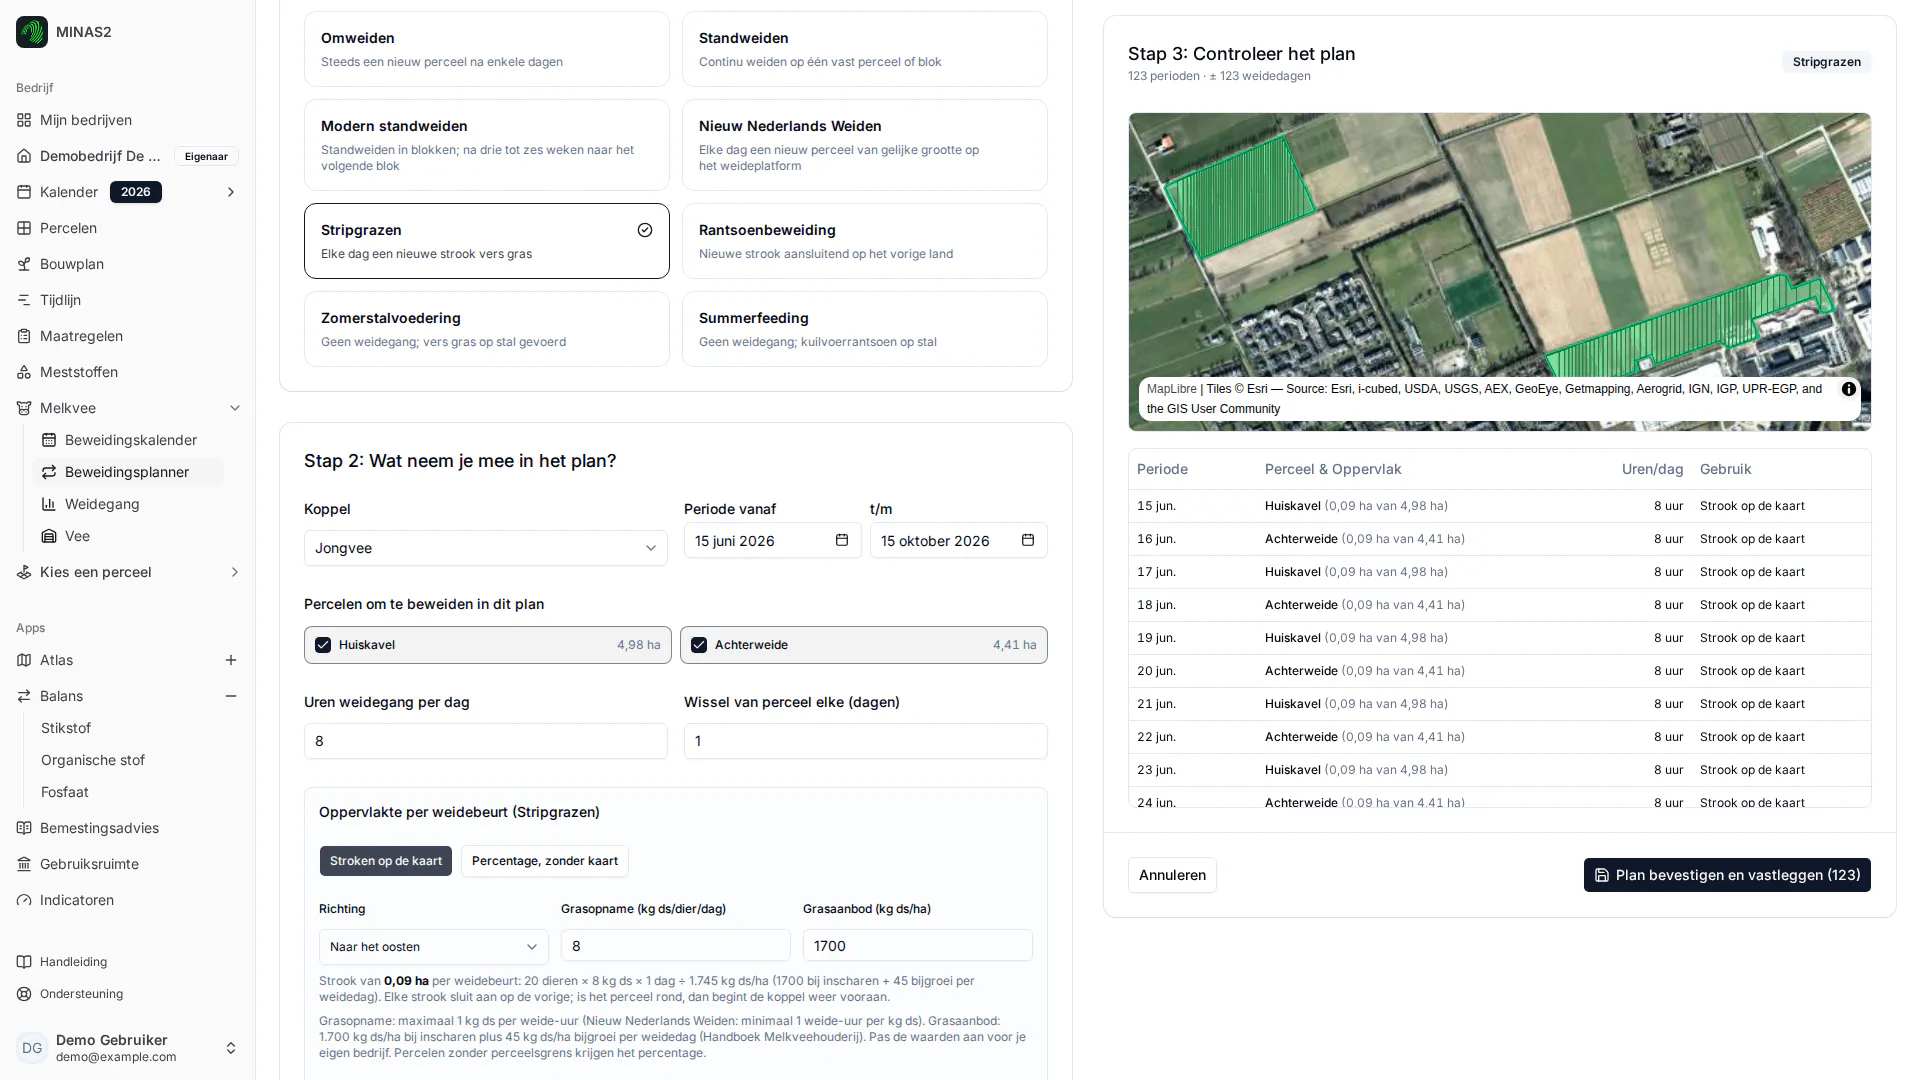 MINAS2
Bedrijf
Mijn bedrijven
Demobedrijf De ...
Eigenaar
Kalender
2026
Percelen
Bouwplan
Tijdlijn
Maatregelen
Meststoffen
Melkvee
Beweidingskalender
Beweidingsplanner
Weidegang
Vee
Kies een perceel
Apps
Atlas
Balans
Stikstof
Organische stof
Fosfaat
Bemestingsadvies
Gebruiksruimte
Indicatoren
Handleiding
Ondersteuning
DG
Demo Gebruiker
demo@example.com
Omweiden
Steeds een nieuw perceel na enkele dagen
Standweiden
Continu weiden op één vast perceel of blok
Modern standweiden
Standweiden in blokken; na drie tot zes weken naar het
volgende blok
Nieuw Nederlands Weiden
Elke dag een nieuw perceel van gelijke grootte op
het weideplatform
Stripgrazen
Elke dag een nieuwe strook vers gras
Rantsoenbeweiding
Nieuwe strook aansluitend op het vorige land
Zomerstalvoedering
Geen weidegang; vers gras op stal gevoerd
Summerfeeding
Geen weidegang; kuilvoerrantsoen op stal
Stap 2: Wat neem je mee in het plan?
Koppel
Jongvee
Periode vanaf
15 juni 2026
t/m
15 oktober 2026
Percelen om te beweiden in dit plan
Huiskavel
4,98 ha
Achterweide
4,41 ha
Uren weidegang per dag
8
Wissel van perceel elke (dagen)
1
Oppervlakte per weidebeurt (Stripgrazen)
Stroken op de kaart
Percentage, zonder kaart
Richting
Naar het oosten
Grasopname (kg ds/dier/dag)
8
Grasaanbod (kg ds/ha)
1700
Strook van 0,09 ha per weidebeurt: 20 dieren × 8 kg ds × 1 dag ÷ 1.745 kg ds/ha (1700 bij inscharen + 45 bijgroei per
weidedag). Elke strook sluit aan op de vorige; is het perceel rond, dan begint de koppel weer vooraan.
Grasopname: maximaal 1 kg ds per weide-uur (Nieuw Nederlands Weiden: minimaal 1 weide-uur per kg ds). Grasaanbod:
1.700 kg ds/ha bij inscharen plus 45 kg ds/ha bijgroei per weidedag (Handboek Melkveehouderij). Pas de waarden aan voor je
eigen bedrijf. Percelen zonder perceelsgrens krijgen het percentage.
Stap 3: Controleer het plan
123 perioden · ± 123 weidedagen
Stripgrazen
MapLibre | Tiles © Esri — Source: Esri, i-cubed, USDA, USGS, AEX, GeoEye, Getmapping, Aerogrid, IGN, IGP, UPR-EGP, and
the GIS User Community
Periode Perceel & Oppervlak Uren/dag Gebruik
15 jun. Huiskavel (0,09 ha van 4,98 ha) 8 uur Strook op de kaart
16 jun. Achterweide (0,09 ha van 4,41 ha) 8 uur Strook op de kaart
17 jun. Huiskavel (0,09 ha van 4,98 ha) 8 uur Strook op de kaart
18 jun. Achterweide (0,09 ha van 4,41 ha) 8 uur Strook op de kaart
19 jun. Huiskavel (0,09 ha van 4,98 ha) 8 uur Strook op de kaart
20 jun. Achterweide (0,09 ha van 4,41 ha) 8 uur Strook op de kaart
21 jun. Huiskavel (0,09 ha van 4,98 ha) 8 uur Strook op de kaart
22 jun. Achterweide (0,09 ha van 4,41 ha) 8 uur Strook op de kaart
23 jun. Huiskavel (0,09 ha van 4,98 ha) 8 uur Strook op de kaart
24 jun. Achterweide (0,09 ha van 4,41 ha) 8 uur Strook op de kaart
Annuleren
Plan bevestigen en vastleggen (123)